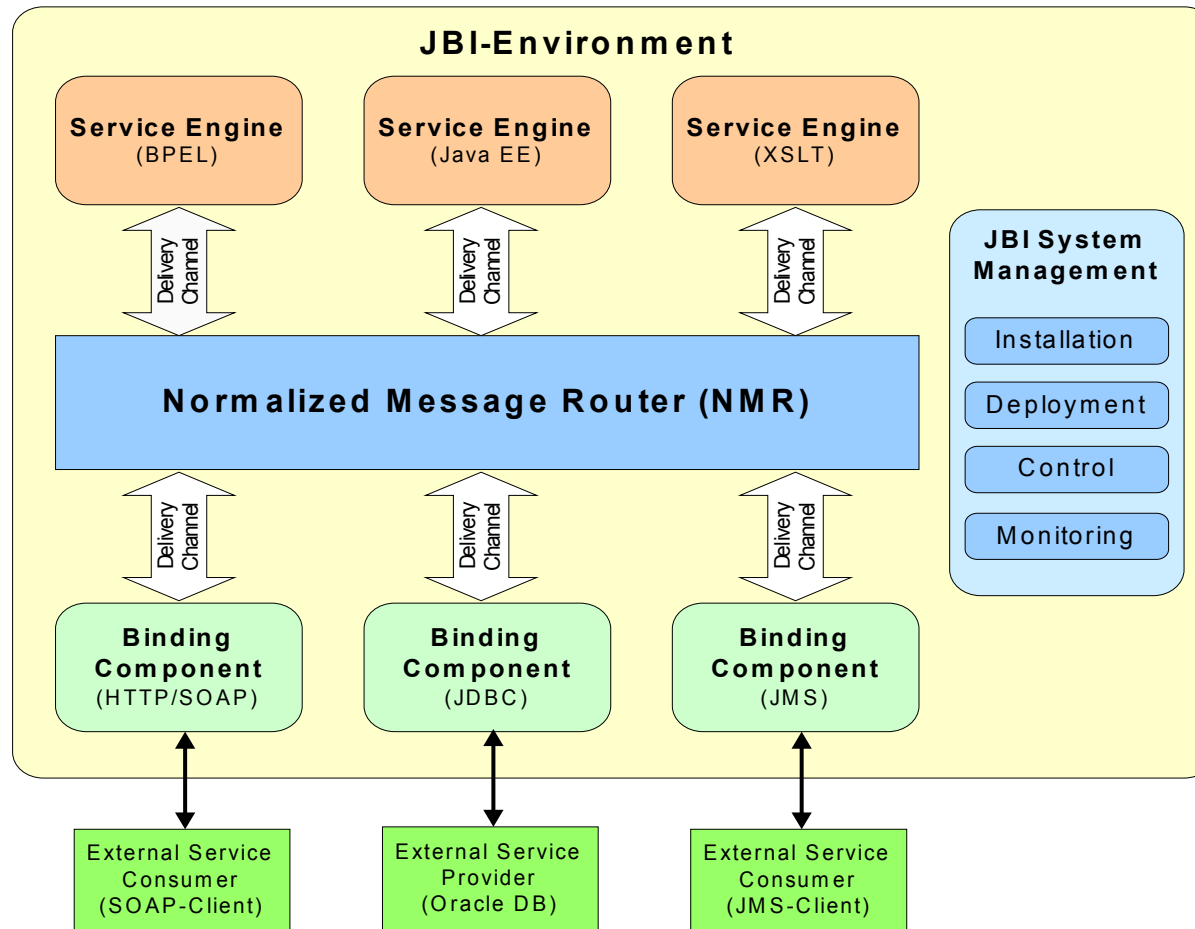 JBI-Environment
Service Engine
(BPEL)
Service Engine
(Java EE)
Service Engine
(XSLT)
Delivery
Channel
Delivery
Channel
Delivery
Channel
JBI System
Management
Installation
Deployment
Control
Monitoring
Normalized Message Router (NMR)
Delivery
Channel
Delivery
Channel
Delivery
Channel
Binding
Component
(HTTP/SOAP)
Binding
Component
(JDBC)
Binding
Component
(JMS)
External Service
Consumer
(SOAP-Client)
External Service
Provider
(Oracle DB)
External Service
Consumer
(JMS-Client)